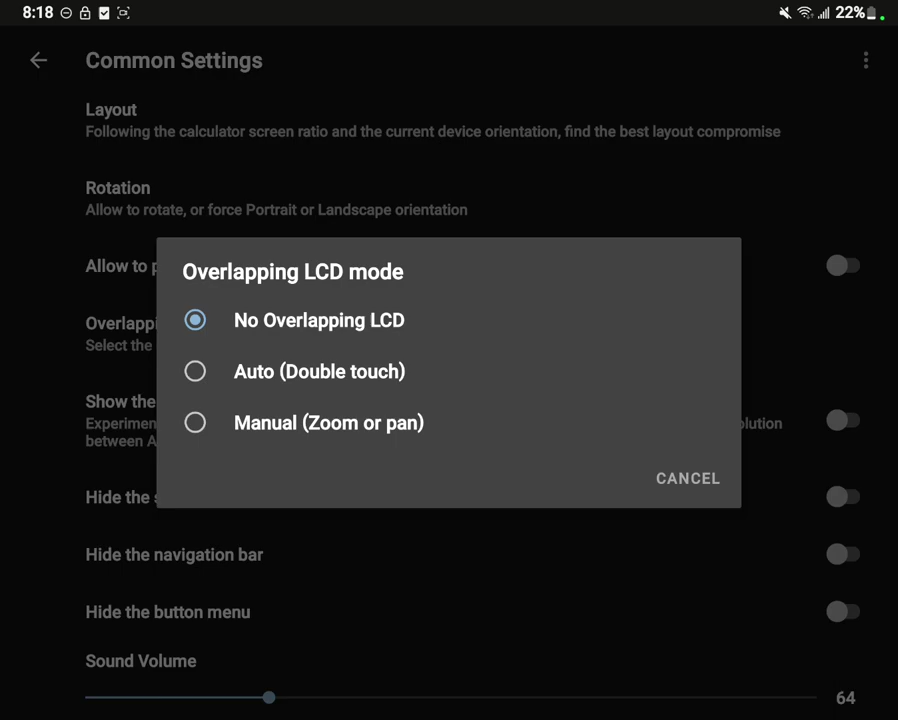 8:18
22%
Common Settings
Layout
Following the calculator screen ratio and the current device orientation, find the best layout compromise
Rotation
Allow to rotate, or force Portrait or Landscape orientation
Allow to
Overlapping LCD mode
No Overlapping LCD
Auto (Double touch)
Manual (Zoom or pan)
CANCEL
Select the
Show the
between
Hide the
Hide the navigation bar
Hide the button menu
Sound Volume
64